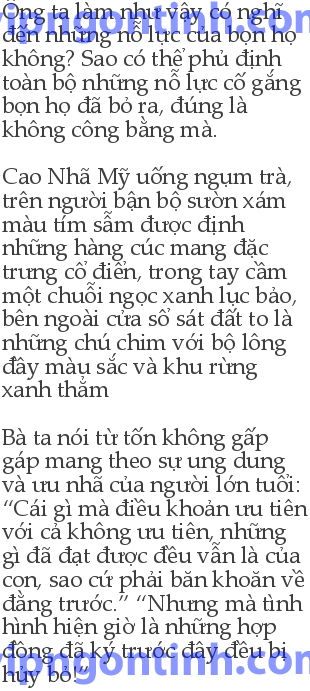 Ông ta làm như vậy có nghĩ
đến những nỗ lực của bọn họ
không? Sao có thể phủ định
toàn bộ những nỗ lực cố gắng
bọn họ đã bỏ ra, đúng là
không công bằng mà.
Cao Nhã Mỹ uống ngụm trà,
trên người bận bộ sườn xám
màu tím sẫm được định
những hàng cúc mang đặc
trưng cổ điển, trong tay cầm
một chuỗi ngọc xanh lục bảo,
bên ngoài cửa sổ sát đất to là
những chú chim với bộ lông
đầy màu sắc và khu rừng
xanh thẳm
Bà ta nói từ tốn không gấp
gáp mang theo sự ung dung
và ưu nhã của người lớn tuổi:
“Cái gì mà điều khoản ưu tiên
với cả không ưu tiên, những
gì đã đạt được đều vẫn là của
con, sao cứ phải băn khoăn về
đằng trước.” “Nhưng mà tình
hình hiện giờ là những hợp
đồng đã ký trước đây đều bị
hủy bỏ!“